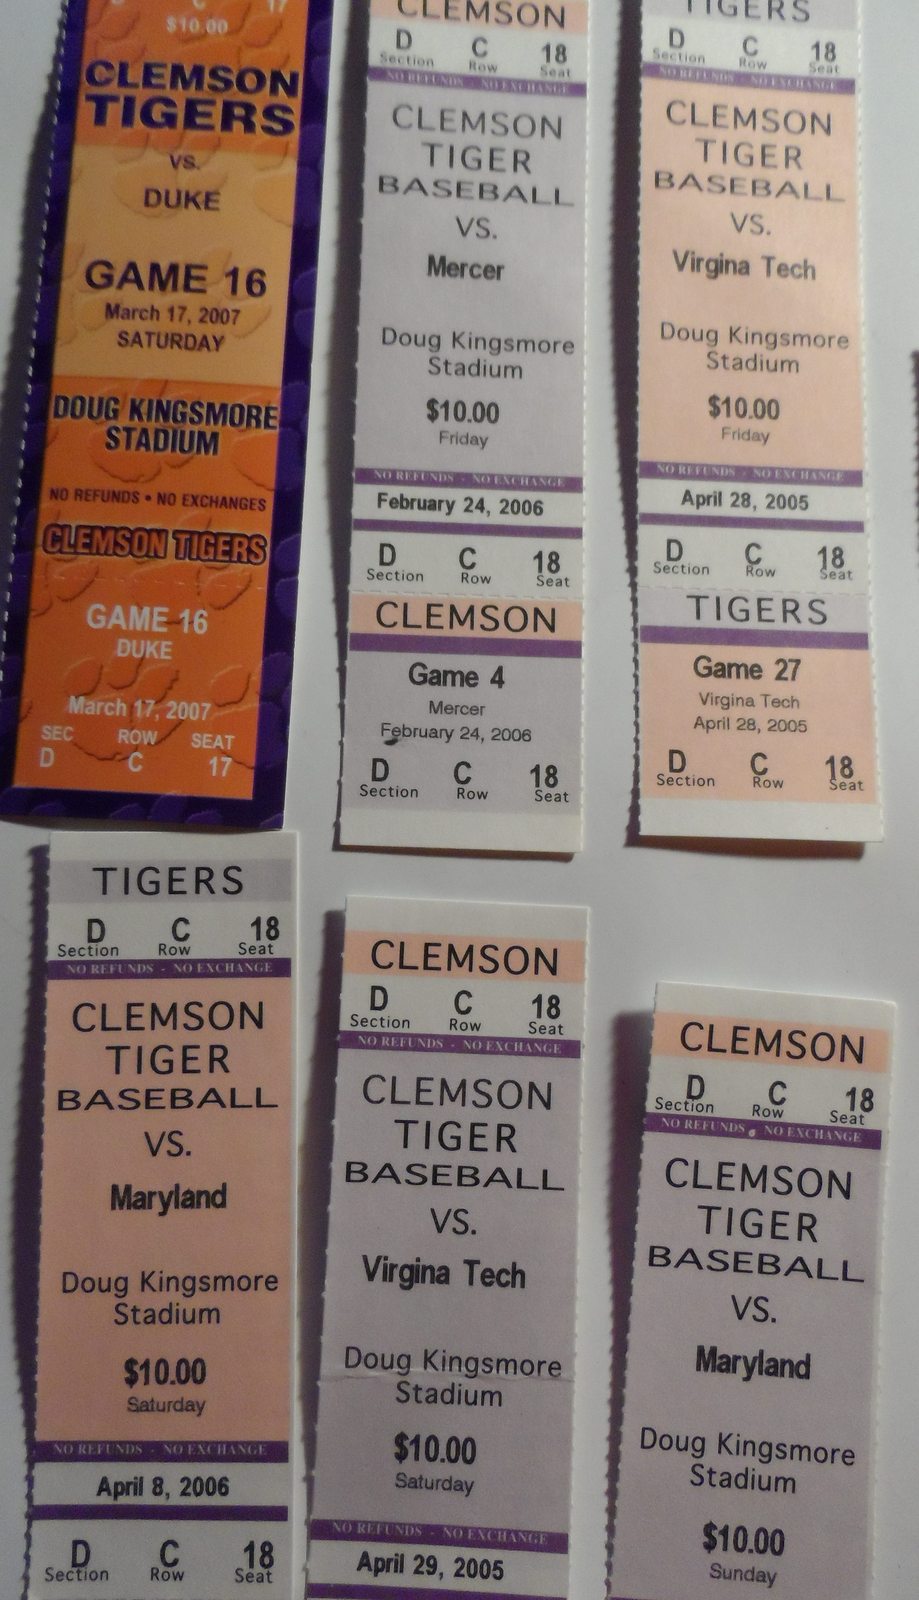 17
$10.00
CLEMSON
TIGERS
VS.
DUKE
GAME 16
March 17, 2007
SATURDAY
DOUG KINGSMORE
STADIUM
NO REFUNDS • NO EXCHANGES
CLEMSON TIGERS
GAME 16
DUKE
March 17, 2007
SEC ROW SEAT
D C 17
CLEMSON
D C 18
Section Row Seat
NO REFUNDS - NO EXCHANGE
CLEMSON
TIGER
BASEBALL
VS.
Mercer
Doug Kingsmore
Stadium
$10.00
Friday
NO REFUNDS - NO EXCHANGE
February 24, 2006
D C 18
Section Row Seat
CLEMSON
Game 4
Mercer
February 24, 2006
D C 18
Section Row Seat
TIGERS
D C 18
Section Row Seat
NO REFUNDS - NO EXCHANGE
CLEMSON
TIGER
BASEBALL
VS.
Virgina Tech
Doug Kingsmore
Stadium
$10.00
Friday
NO REFUNDS - NO EXCHANGE
April 28, 2005
D C 18
Section Row Seat
TIGERS
Game 27
Virgina Tech
April 28, 2005
D C 18
Section Row Seat
TIGERS
D C 18
Section Row Seat
NO REFUNDS - NO EXCHANGE
CLEMSON
TIGER
BASEBALL
VS.
Maryland
Doug Kingsmore
Stadium
$10.00
Saturday
NO REFUNDS - NO EXCHANGE
April 8, 2006
D C 18
Section Row Seat
CLEMSON
D C 18
Section Row Seat
NO REFUNDS - NO EXCHANGE
CLEMSON
TIGER
BASEBALL
VS.
Virgina Tech
Doug Kingsmore
Stadium
$10.00
Saturday
NO REFUNDS - NO EXCHANGE
April 29, 2005
CLEMSON
D C 18
Section Row Seat
NO REFUNDS - NO EXCHANGE
CLEMSON
TIGER
BASEBALL
VS.
Maryland
Doug Kingsmore
Stadium
$10.00
Sunday